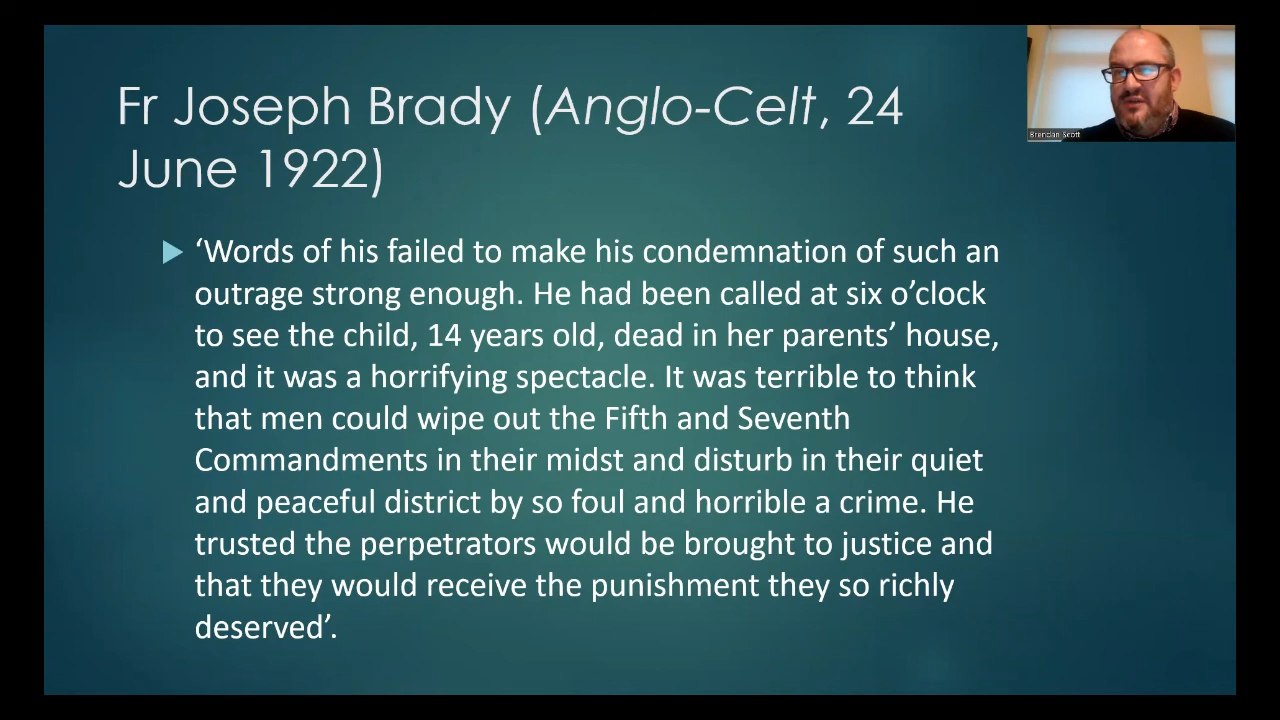 Fr Joseph Brady (Anglo-Celt, 24
June 1922)
Brendan Scott
‘Words of his failed to make his condemnation of such an
outrage strong enough. He had been called at six o’clock
to see the child, 14 years old, dead in her parents’ house,
and it was a horrifying spectacle. It was terrible to think
that men could wipe out the Fifth and Seventh
Commandments in their midst and disturb in their quiet
and peaceful district by so foul and horrible a crime. He
trusted the perpetrators would be brought to justice and
that they would receive the punishment they so richly
deserved’.